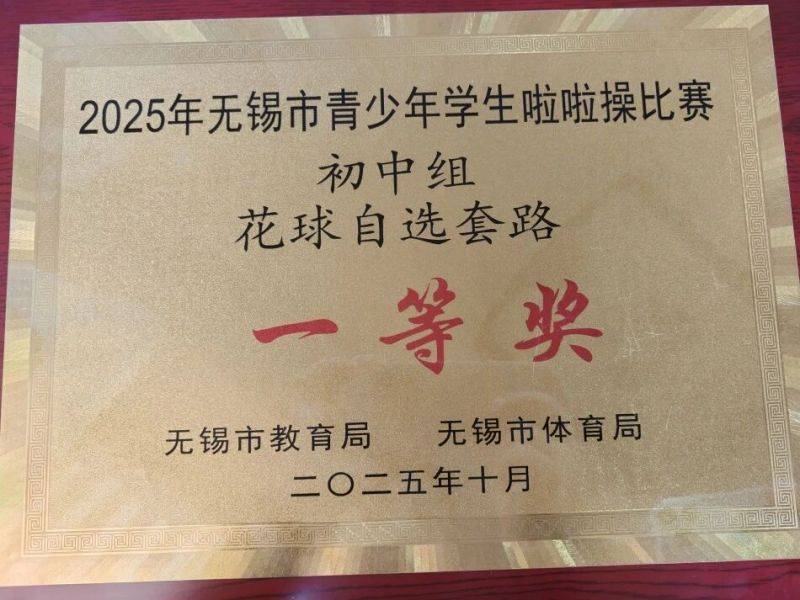 2025年无锡市青少年学生啦啦操比赛
初中组
花球自选套路
一等奖
无锡市教育局 无锡市体育局
二〇二五年十月